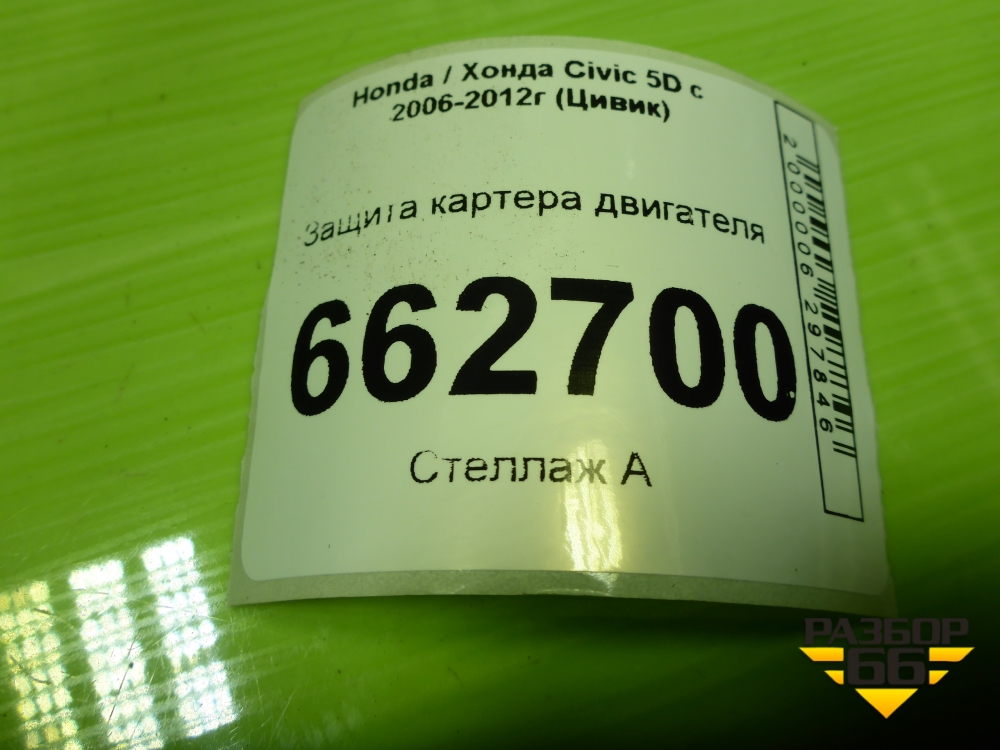 Honda / Хонда Civic 5D с
2006-2012г (Цивик)
Защита картера двигателя
662700
Стеллаж А
2000006297846
РАЗБОР
66